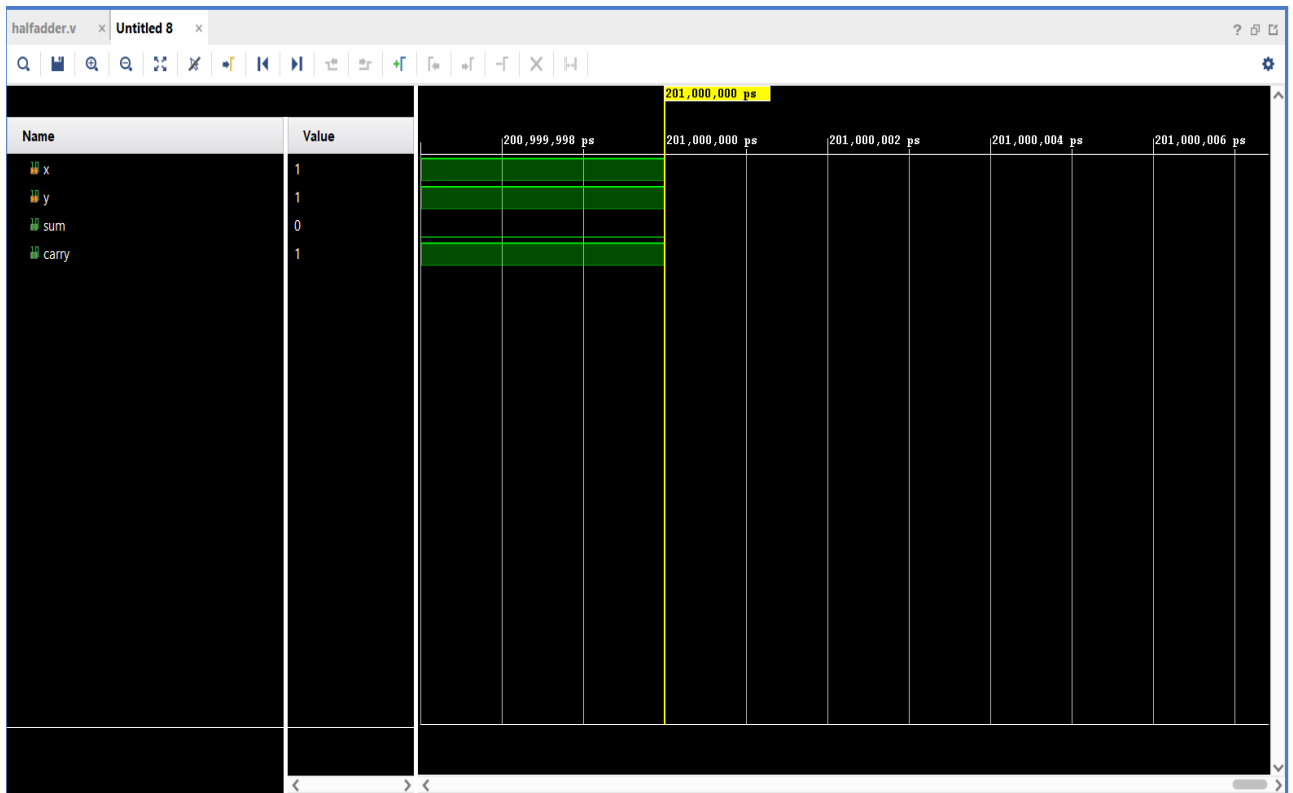 halfadder.v × Untitled 8 ×
?
201,000,000 ps
Name Value
200,999,998 ps 201,000,000 ps 201,000,002 ps 201,000,004 ps 201,000,006 ps
x 1
y 1
sum 0
carry 1